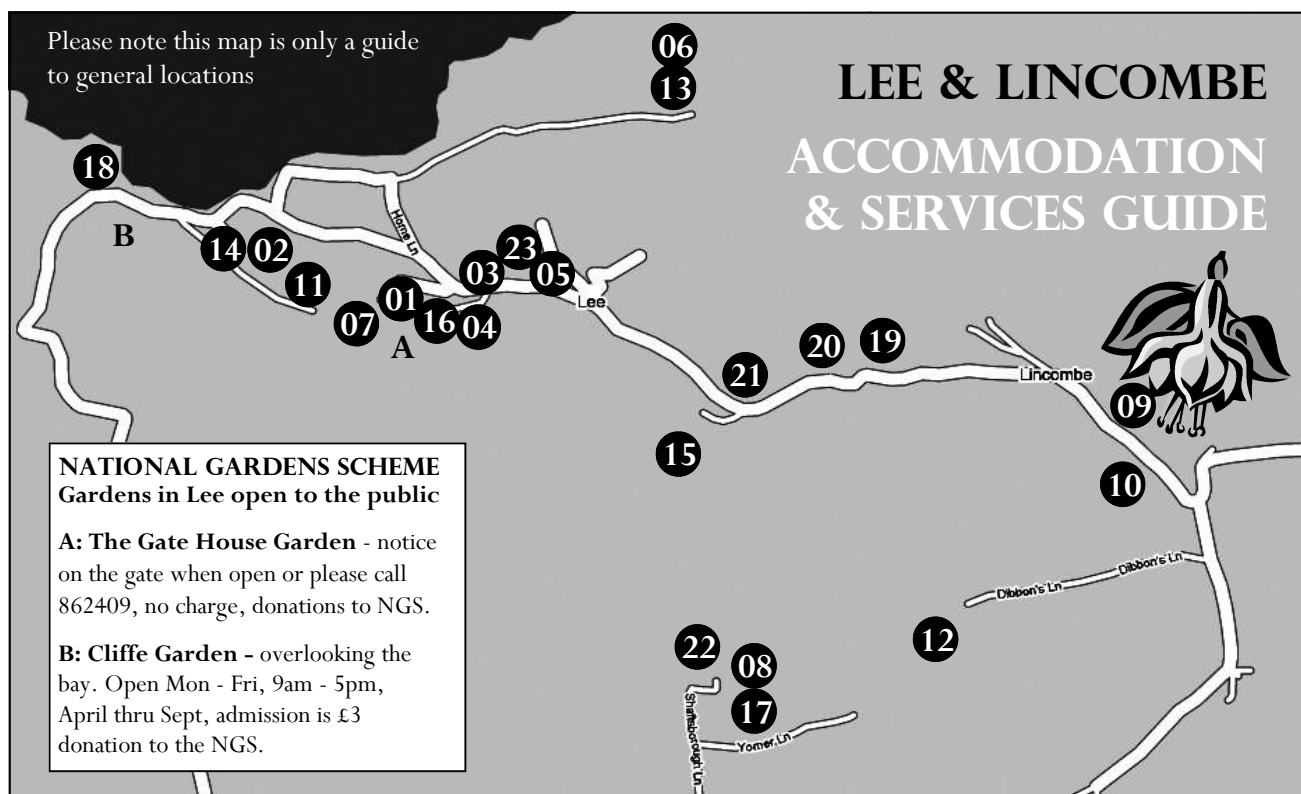 Please note this map is only a guide
to general locations
LEE & LINCOMBE
ACCOMMODATION
& SERVICES GUIDE
06
13
18
B
14
02
11
Home Ln
03
23
05
Lee
01
16
04
07
A
21
20
19
Lincombe
09
15
10
Dibbon's Ln
Dibbon's Ln
12
22
08
17
Shaftsborough Ln
Yomer Ln
NATIONAL GARDENS SCHEME
Gardens in Lee open to the public
A: The Gate House Garden - notice
on the gate when open or please call
862409, no charge, donations to NGS.
B: Cliffe Garden - overlooking the
bay. Open Mon - Fri, 9am - 5pm,
April thru Sept, admission is £3
donation to the NGS.